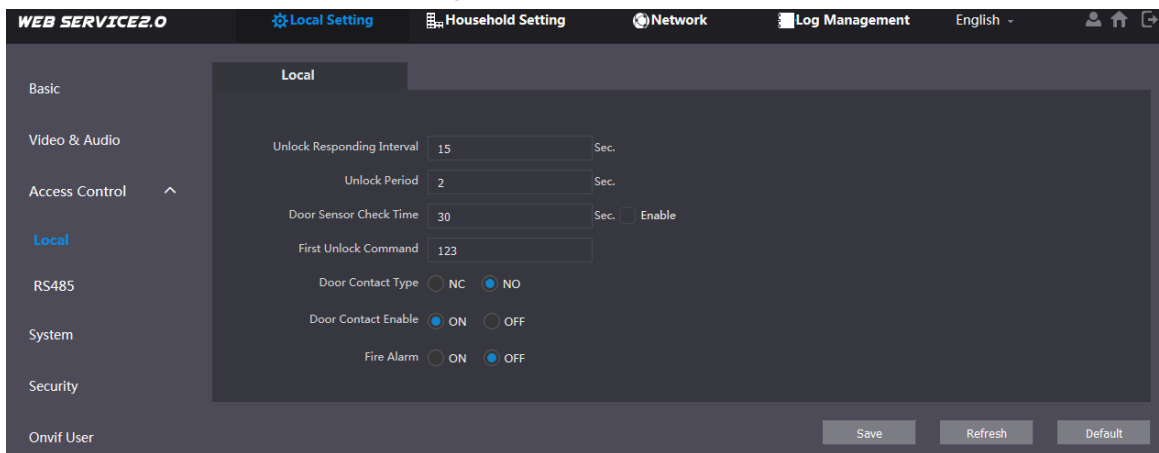 WEB SERVICE2.0 Local Setting Household Setting Network Log Management English
Basic
Video & Audio
Access Control
Local
RS485
System
Security
Onvif User
Local
Unlock Responding Interval 15 Sec.
Unlock Period 2 Sec.
Door Sensor Check Time 30 Sec. Enable
First Unlock Command 123
Door Contact Type NC NO
Door Contact Enable ON OFF
Fire Alarm ON OFF
Save Refresh Default